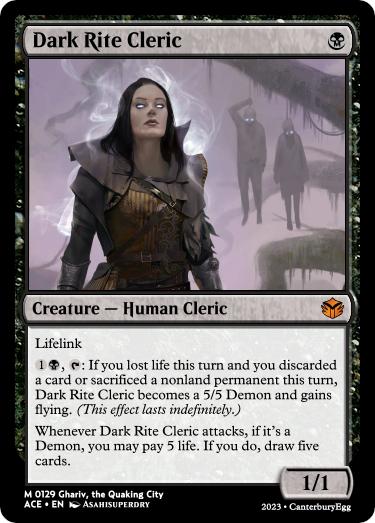 Dark Rite Cleric
Creature — Human Cleric
Lifelink
1 , : If you lost life this turn and you discarded
a card or sacrificed a nonland permanent this turn,
Dark Rite Cleric becomes a 5/5 Demon and gains
flying. (This effect lasts indefinitely.)
Whenever Dark Rite Cleric attacks, if it's a
Demon, you may pay 5 life. If you do, draw five
cards.
1/1
M 0129 Ghariv, the Quaking City
ACE • EN Asahisuperdry
2023 • CanterburyEgg